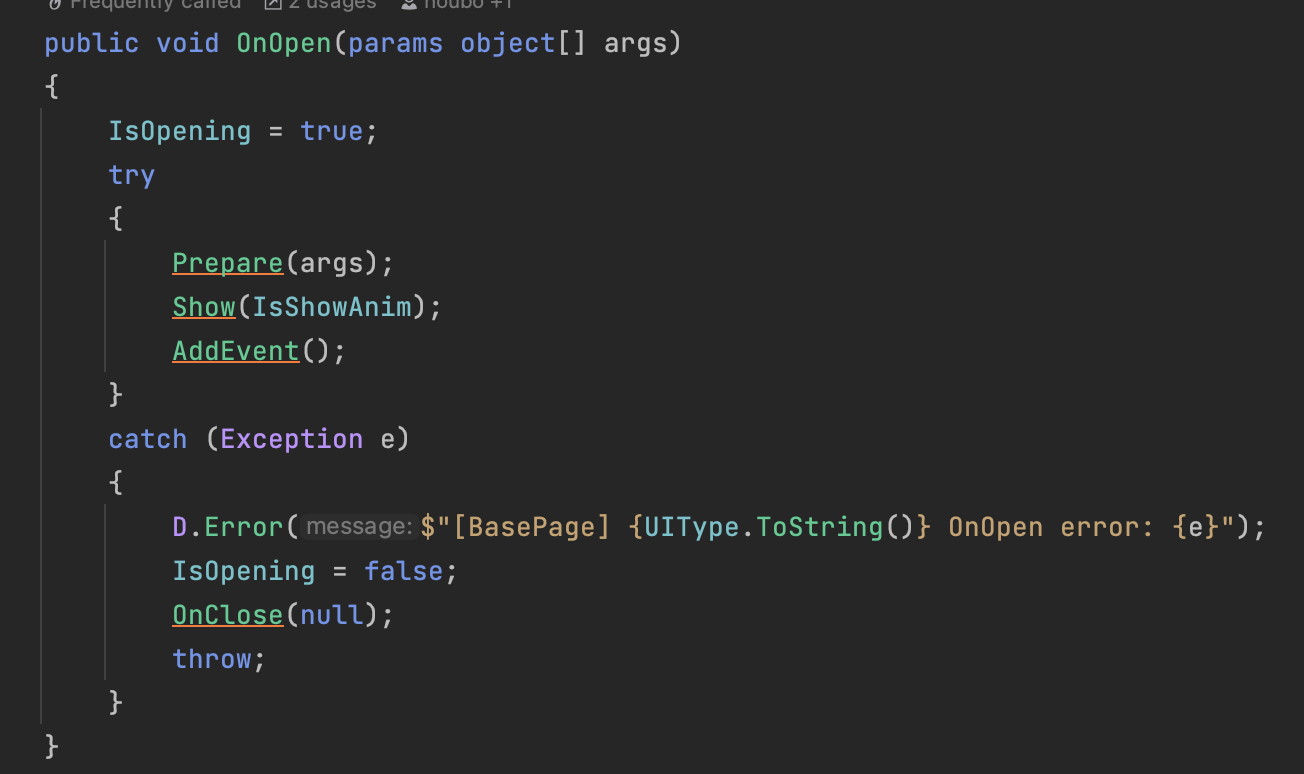 Frequently called 2 usages noubo +1
public void OnOpen(params object[] args)
{
IsOpening = true;
try
{
Prepare(args);
Show(IsShowAnim);
AddEvent();
}
catch (Exception e)
{
D.Error(message: $"[BasePage] {UIType.ToString()} OnOpen error: {e}");
IsOpening = false;
OnClose(null);
throw;
}
}